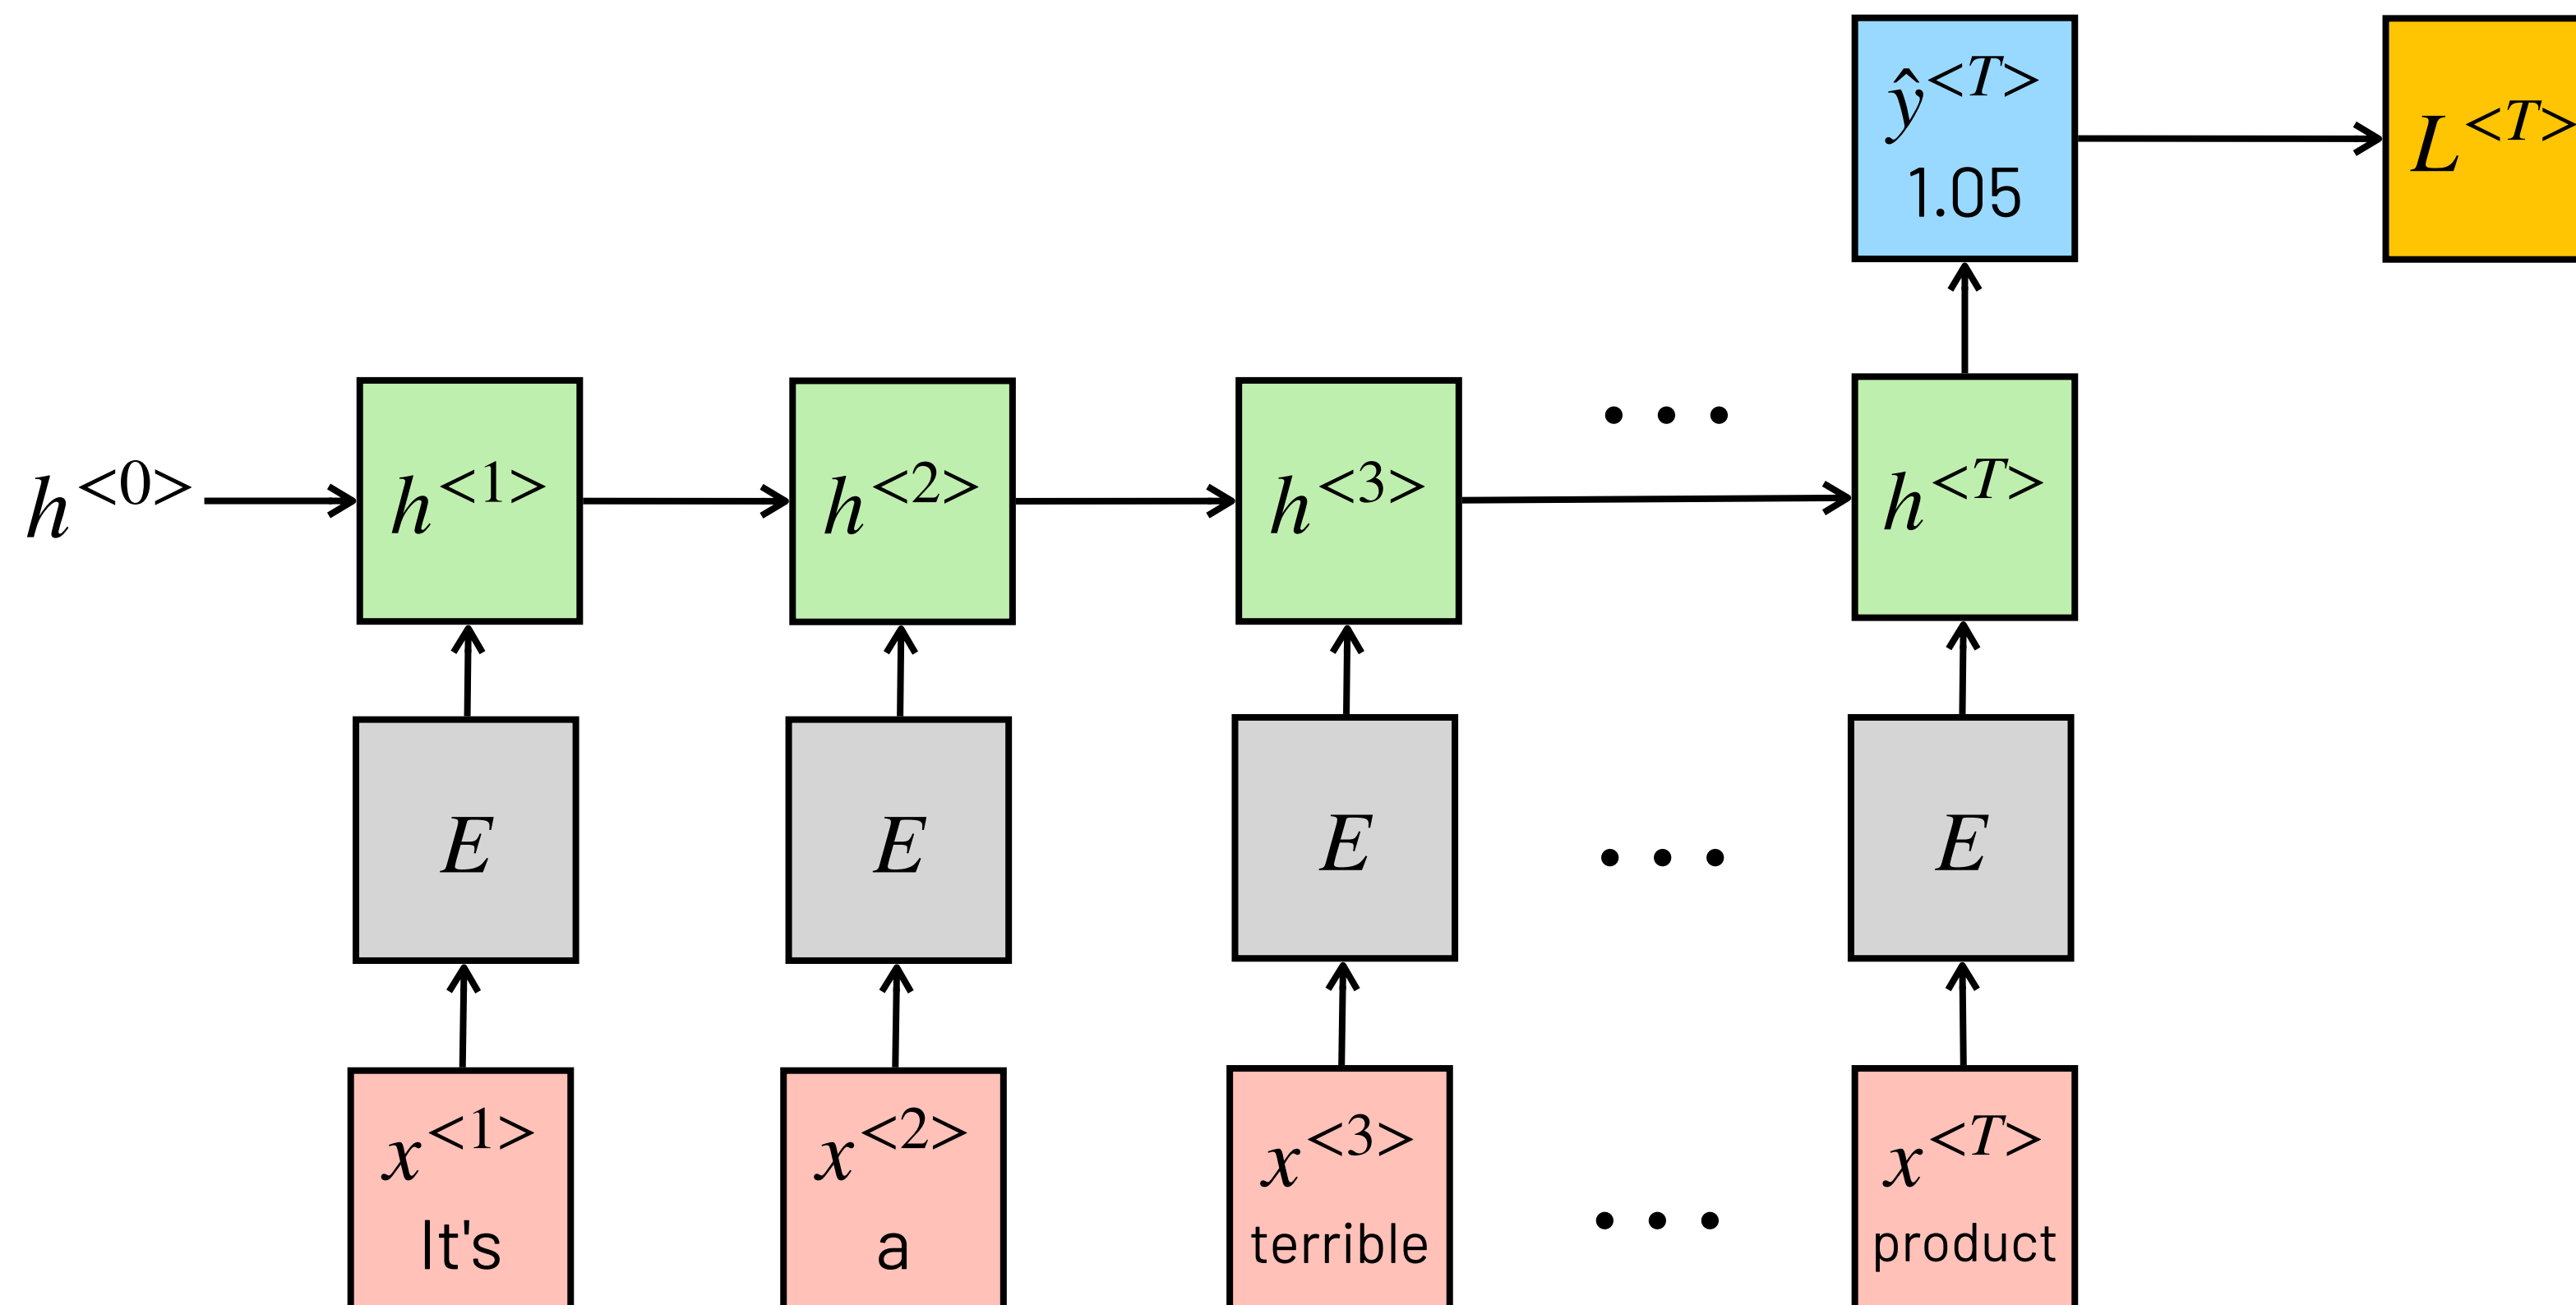 ŷ<T>
1.05
L<T>
h<0>
h<1>
h<2>
h<3>
• • •
h<T>
E
E
E
• • •
E
x<1>
It's
x<2>
a
x<3>
terrible
• • •
x<T>
product